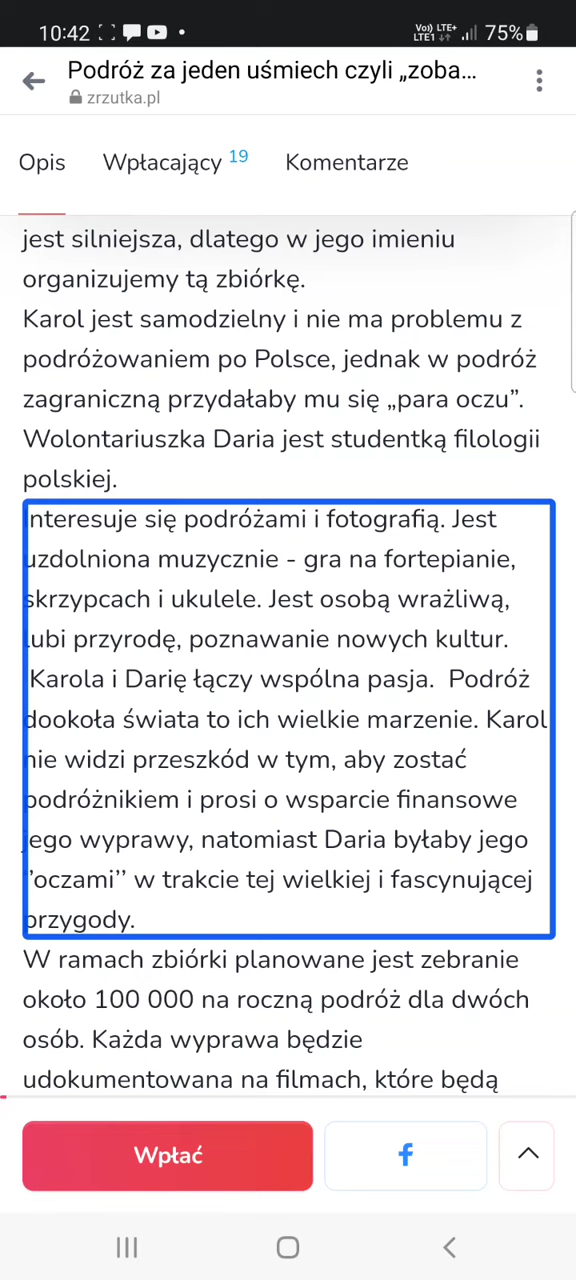 10:42
Vo)) LTE+
LTE1
75%
Podróż za jeden uśmiech czyli „zoba...
zrzutka.pl
Opis
Wpłacający 19
Komentarze
jest silniejsza, dlatego w jego imieniu
organizujemy tą zbiórkę.
Karol jest samodzielny i nie ma problemu z
podróżowaniem po Polsce, jednak w podróż
zagraniczną przydałaby mu się „para oczu”.
Wolontariuszka Daria jest studentką filologii
polskiej.
Interesuje się podróżami i fotografią. Jest
uzdolniona muzycznie - gra na fortepianie,
skrzypcach i ukulele. Jest osobą wrażliwą,
lubi przyrodę, poznawanie nowych kultur.
Karola i Darię łączy wspólna pasja. Podróż
dookoła świata to ich wielkie marzenie. Karol
nie widzi przeszkód w tym, aby zostać
podróżnikiem i prosi o wsparcie finansowe
jego wyprawy, natomiast Daria byłaby jego
’’oczami’’ w trakcie tej wielkiej i fascynującej
przygody.
W ramach zbiórki planowane jest zebranie
około 100 000 na roczną podróż dla dwóch
osób. Każda wyprawa będzie
udokumentowana na filmach, które będą
Wpłać